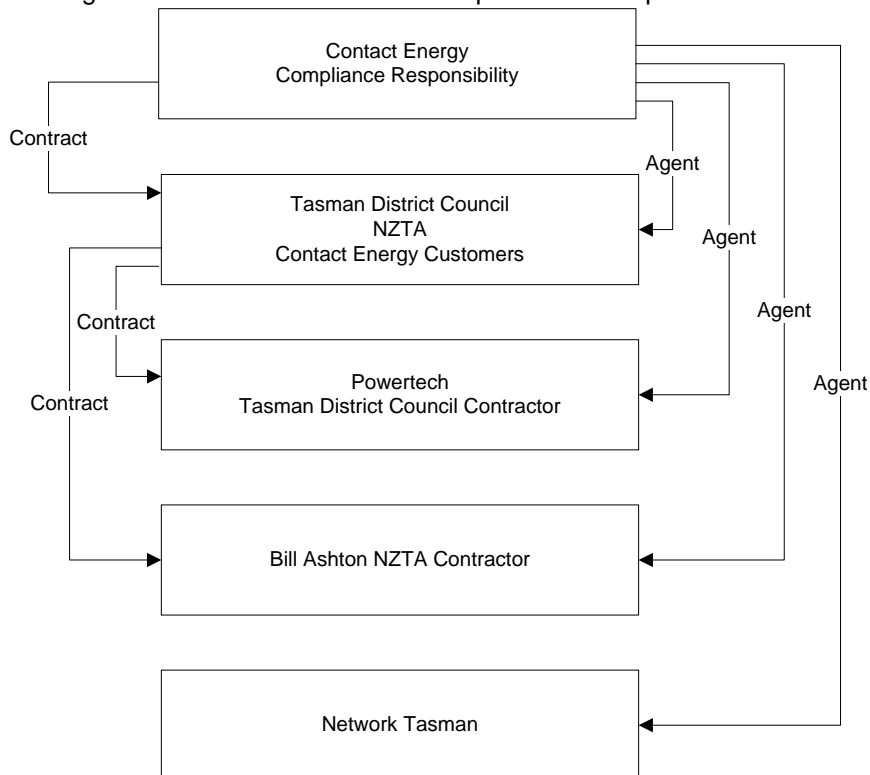 Contact Energy
Compliance Responsibility
Contract
Agent
Tasman District Council
NZTA
Contact Energy Customers
Agent
Contract
Agent
Powertech
Tasman District Council Contractor
Agent
Contract
Bill Ashton NZTA Contractor
Network Tasman